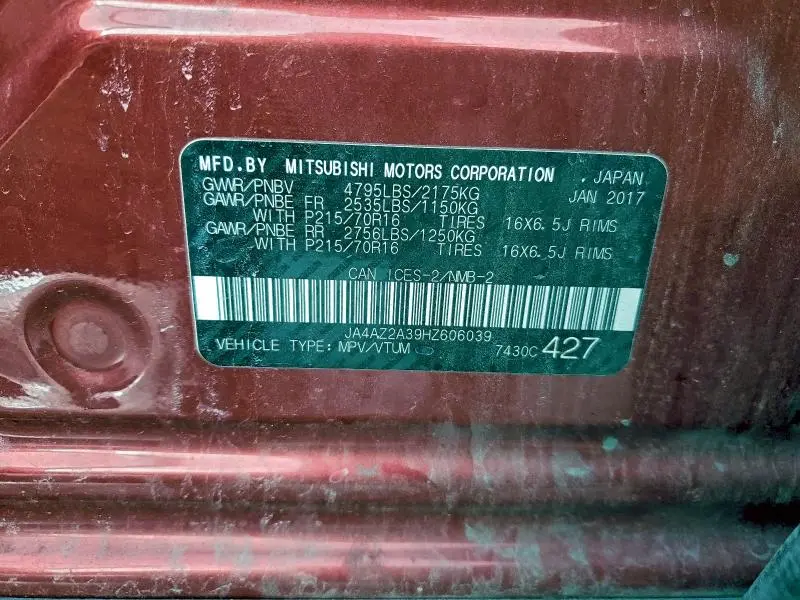 MFD.BY MITSUBISHI MOTORS CORPORATION . JAPAN
GVWR/PNBV 4795LBS/2175KG JAN 2017
GAWR/PNBE FR 2535LBS/1150KG
WITH P215/70R16 TIRES 16X6.5J RIMS
GAWR/PNBE RR 2756LBS/1250KG
WITH P215/70R16 TIRES 16X6.5J RIMS
CAN ICES-2/NMB-2
JA4AZ2A39HZ606039
VEHICLE TYPE: MPV/VTUM 7430C 427